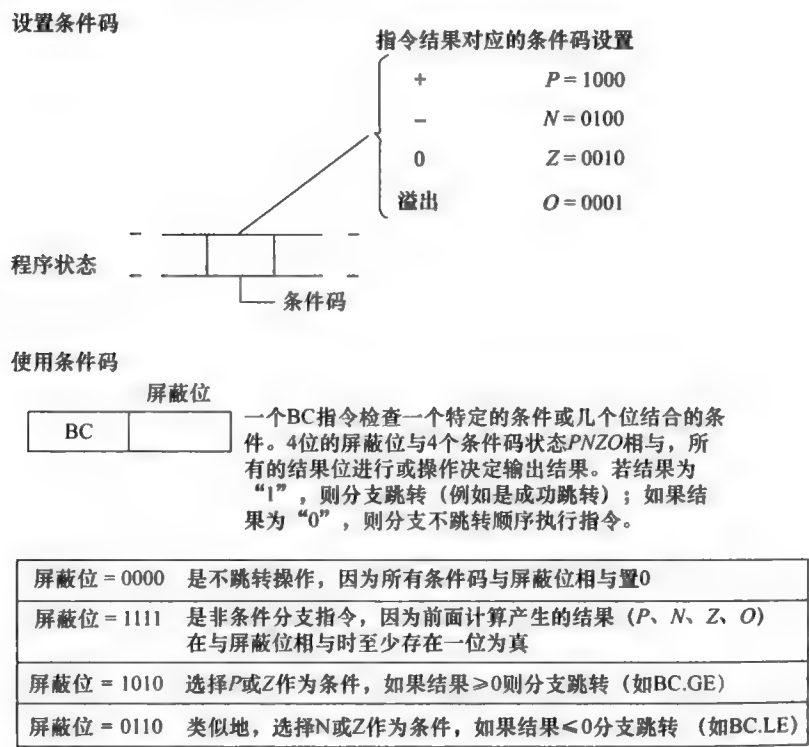 设置条件码
指令结果对应的条件码设置
+ P = 1000
− N = 0100
0 Z = 0010
溢出 O = 0001
程序状态
条件码
使用条件码
屏蔽位
BC
一个BC指令检查一个特定的条件或几个位结合的条
件。4位的屏蔽位与4个条件码状态PNZO相与，所
有的结果位进行或操作决定输出结果。若结果为
“1”，则分支跳转（例如是成功跳转）；如果结
果为“0”，则分支不跳转顺序执行指令。
屏蔽位 = 0000 是不跳转操作，因为所有条件码与屏蔽位相与置0
屏蔽位 = 1111 是非条件分支指令，因为前面计算产生的结果（P、N、Z、O）
在与屏蔽位相与时至少存在一位为真
屏蔽位 = 1010 选择P或Z作为条件，如果结果≥0则分支跳转（如BC.GE）
屏蔽位 = 0110 类似地，选择N或Z作为条件，如果结果≤0分支跳转 （如BC.LE）